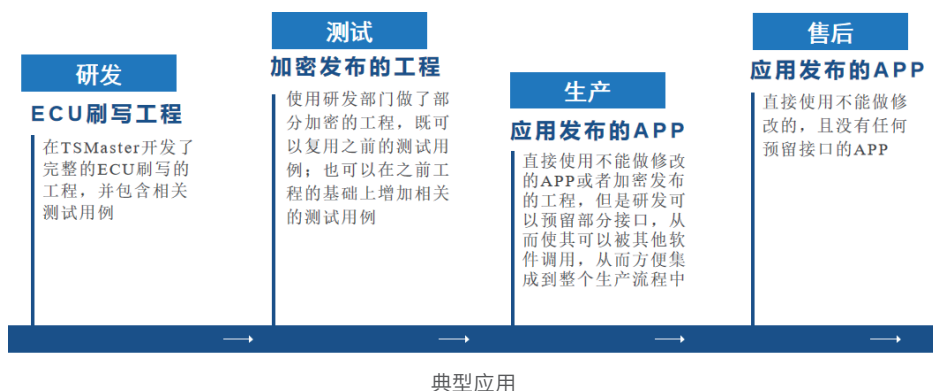 研发
ECU刷写工程
在TSMaster开发了
完整的ECU刷写的
工程，并包含相关
测试用例
测试
加密发布的工程
使用研发部门做了部
分加密的工程，既可
以复用之前的测试用
例；也可以在之前工
程的基础上增加相关
的测试用例
生产
应用发布的APP
直接使用不能做修改
的APP或者加密发布
的工程，但是研发可
以预留部分接口，从
而使其可以被其他软
件调用，从而方便集
成到整个生产流程中
售后
应用发布的APP
直接使用不能做修
改的，且没有任何
预留接口的APP
典型应用